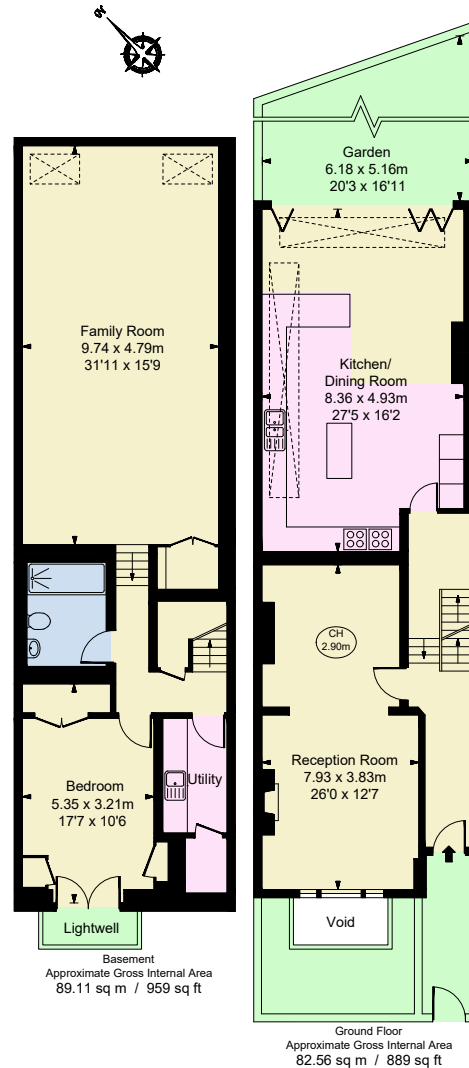 Family Room
9.74 x 4.79m
31'11 x 15'9
Utility
Bedroom
5.35 x 3.21m
17'7 x 10'6
Lightwell
Basement
Approximate Gross Internal Area
89.11 sq m / 959 sq ft
Garden
6.18 x 5.16m
20'3 x 16'11
Kitchen/
Dining Room
8.36 x 4.93m
27'5 x 16'2
CH
2.90m
Reception Room
7.93 x 3.83m
26'0 x 12'7
Void
Ground Floor
Approximate Gross Internal Area
82.56 sq m / 889 sq ft